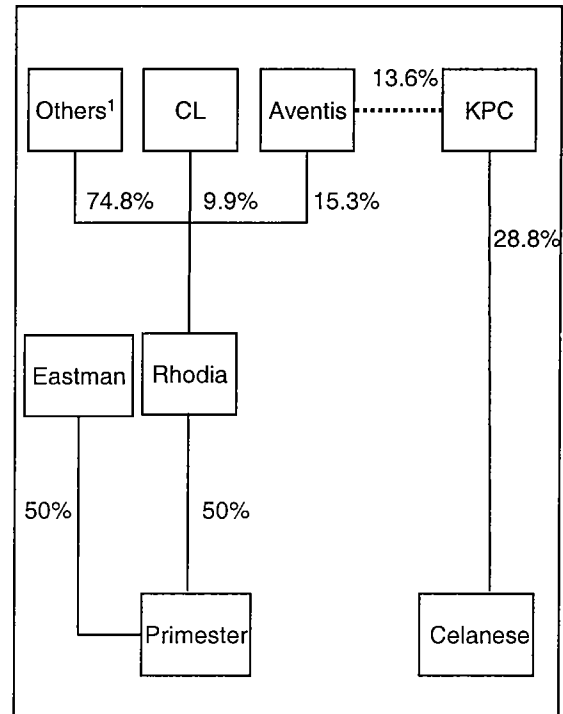 13.6%
Others¹
CL
Aventis
KPC
74.8%
9.9%
15.3%
28.8%
Eastman
Rhodia
50%
50%
Primester
Celanese